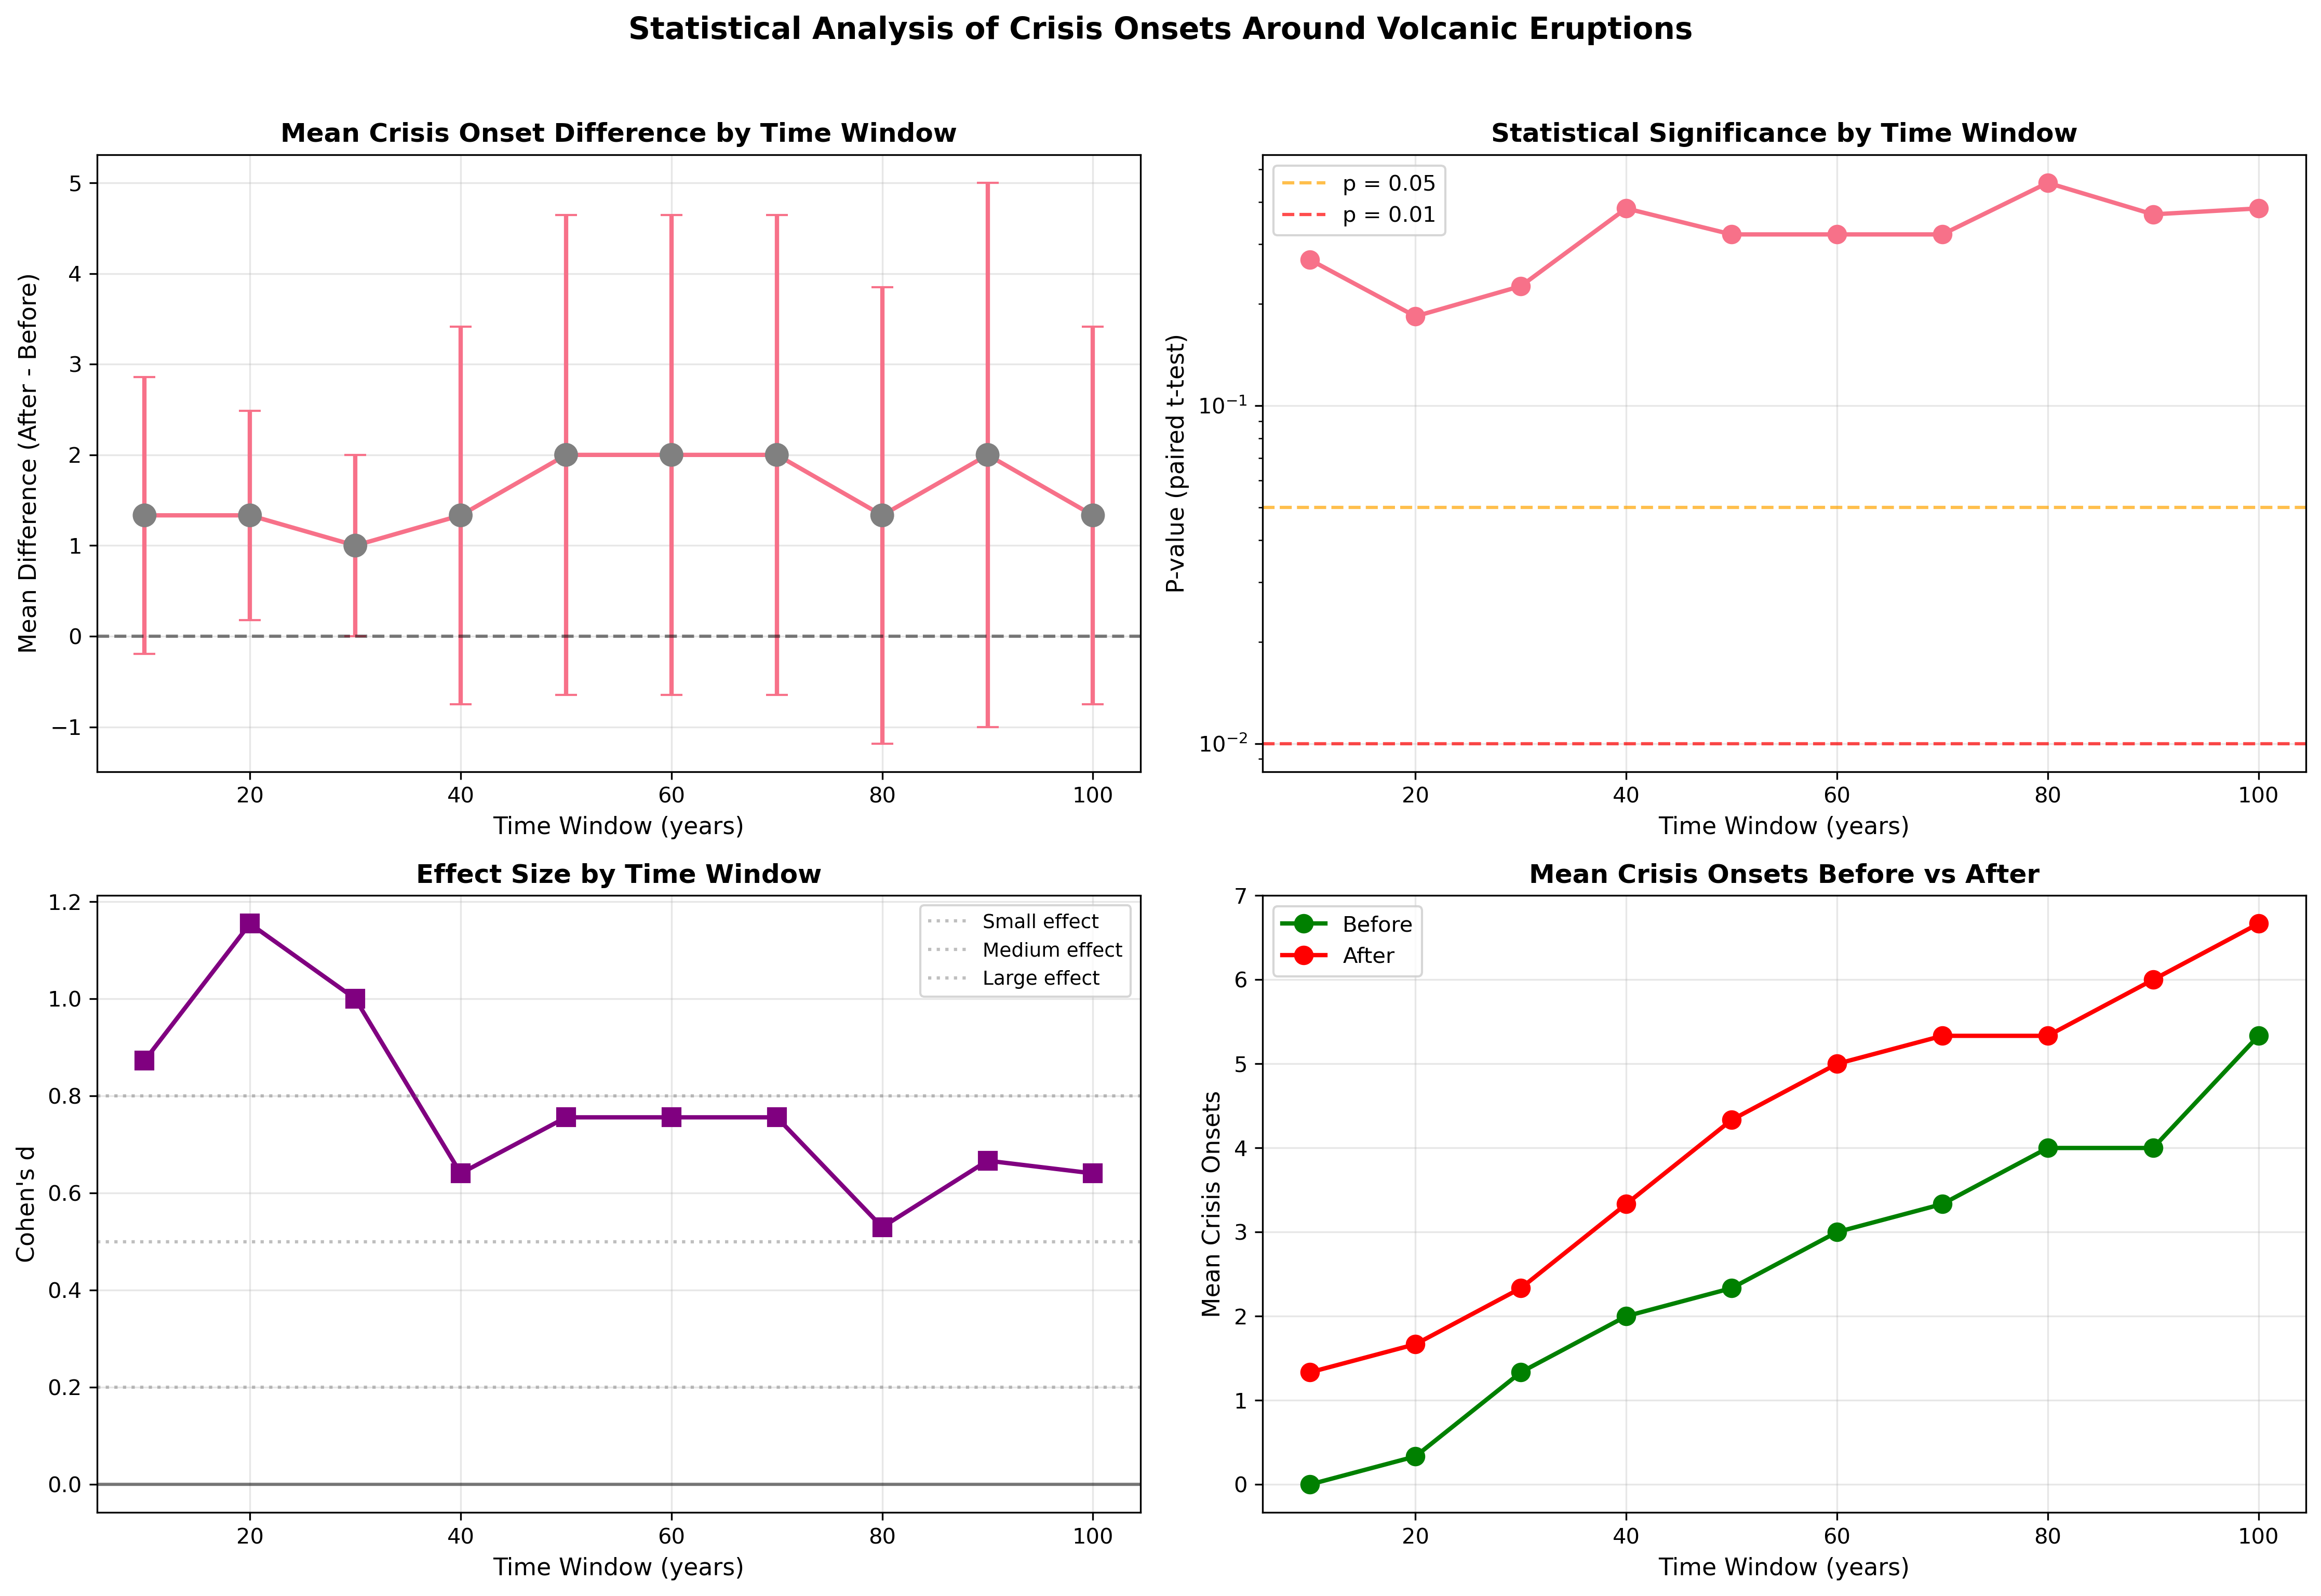 Statistical Analysis of Crisis Onsets Around Volcanic Eruptions
Mean Crisis Onset Difference by Time Window
5
4
3
2
1
0
−1
Mean Difference (After - Before)
20 40 60 80 100
Time Window (years)
Statistical Significance by Time Window
p = 0.05
p = 0.01
10⁻¹
10⁻²
P-value (paired t-test)
20 40 60 80 100
Time Window (years)
Effect Size by Time Window
Small effect
Medium effect
Large effect
1.2
1.0
0.8
0.6
0.4
0.2
0.0
Cohen's d
20 40 60 80 100
Time Window (years)
Mean Crisis Onsets Before vs After
Before
After
7
6
5
4
3
2
1
0
Mean Crisis Onsets
20 40 60 80 100
Time Window (years)